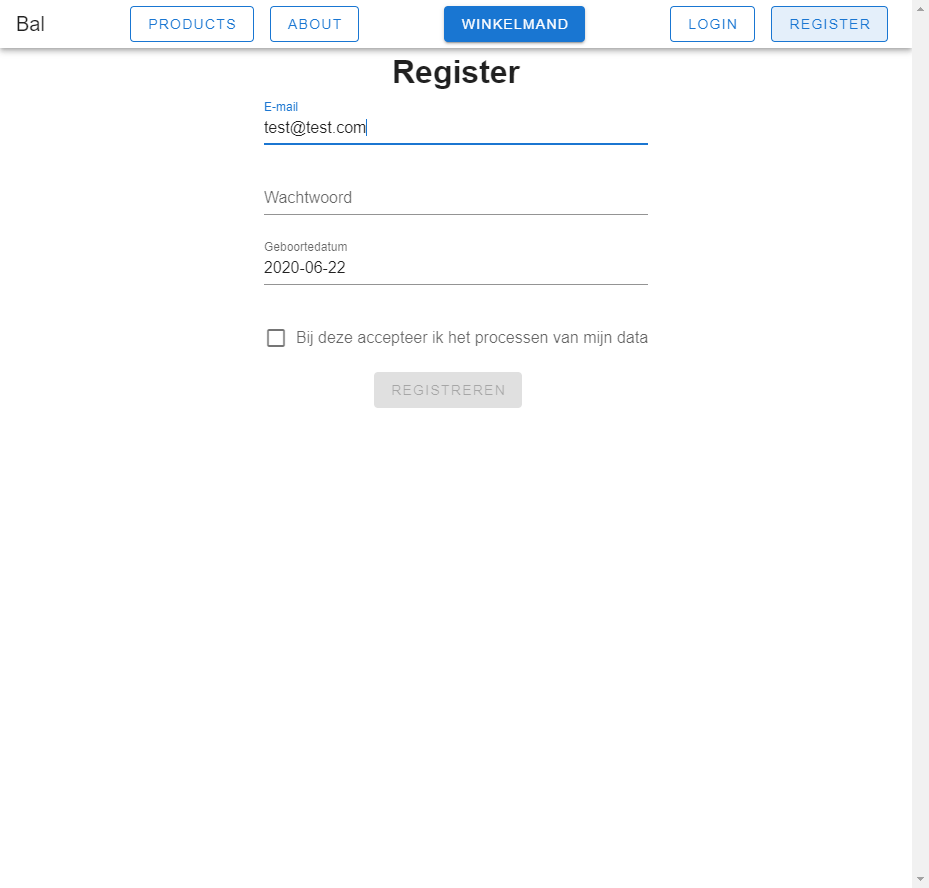 Bal PRODUCTS ABOUT WINKELMAND LOGIN REGISTER
Register
E-mail
test@test.com
Wachtwoord
Geboortedatum
2020-06-22
Bij deze accepteer ik het processen van mijn data
REGISTREREN